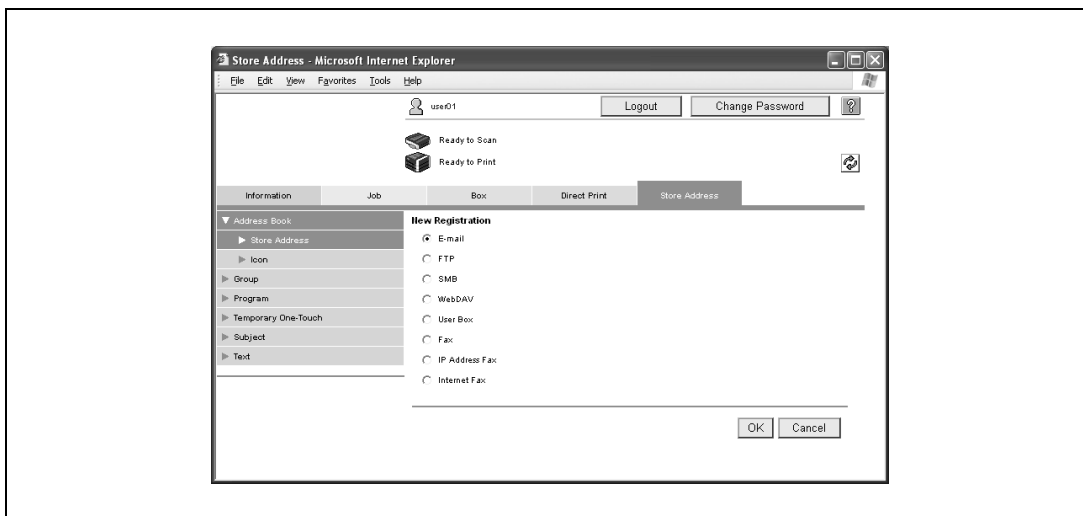 Store Address - Microsoft Internet Explorer
File Edit View Favorites Tools Help
user01 Logout Change Password ?
Ready to Scan
Ready to Print
Information Job Box Direct Print Store Address
Address Book
Store Address
Icon
Group
Program
Temporary One-Touch
Subject
Text
New Registration
E-mail
FTP
SMB
WebDAV
User Box
Fax
IP Address Fax
Internet Fax
OK Cancel